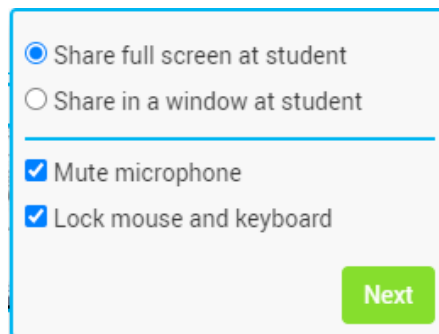 Share full screen at student
Share in a window at student
Mute microphone
Lock mouse and keyboard
Next